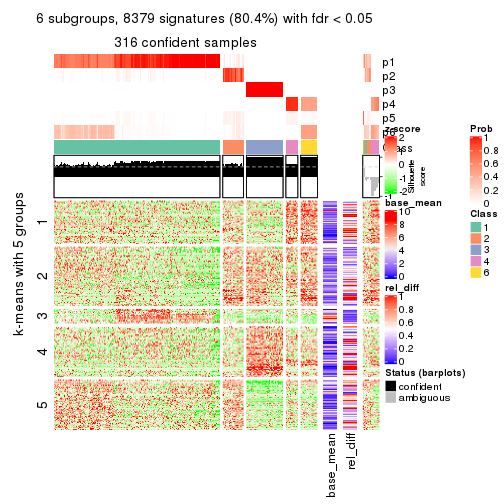 6 subgroups, 8379 signatures (80.4%) with fdr < 0.05
316 confident samples
p1
p2
p3
p4
p5
p6
Class
Silhouette
score
k-means with 5 groups
1
2
3
4
5
base_mean
rel_diff
z-score
2
1
0
-1
-2
base_mean
10
8
6
4
2
0
rel_diff
1
0.8
0.6
0.4
0.2
0
Status (barplots)
confident
ambiguous
Prob
1
0.8
0.6
0.4
0.2
0
Class
1
2
3
4
6